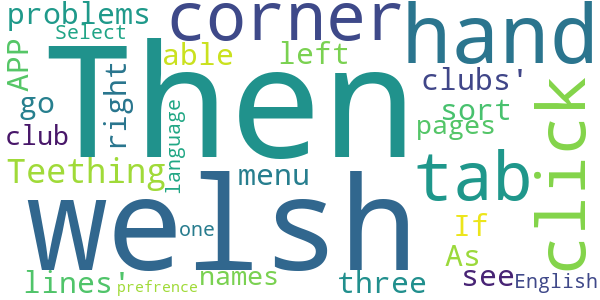 problems
corner
hand
Select
Then
able
left
APP
right
clubs'
click
go
sort
pages
club
language
Teething
menu
tab
welsh
one
If
As
see
English
lines'
prefrence
names
three